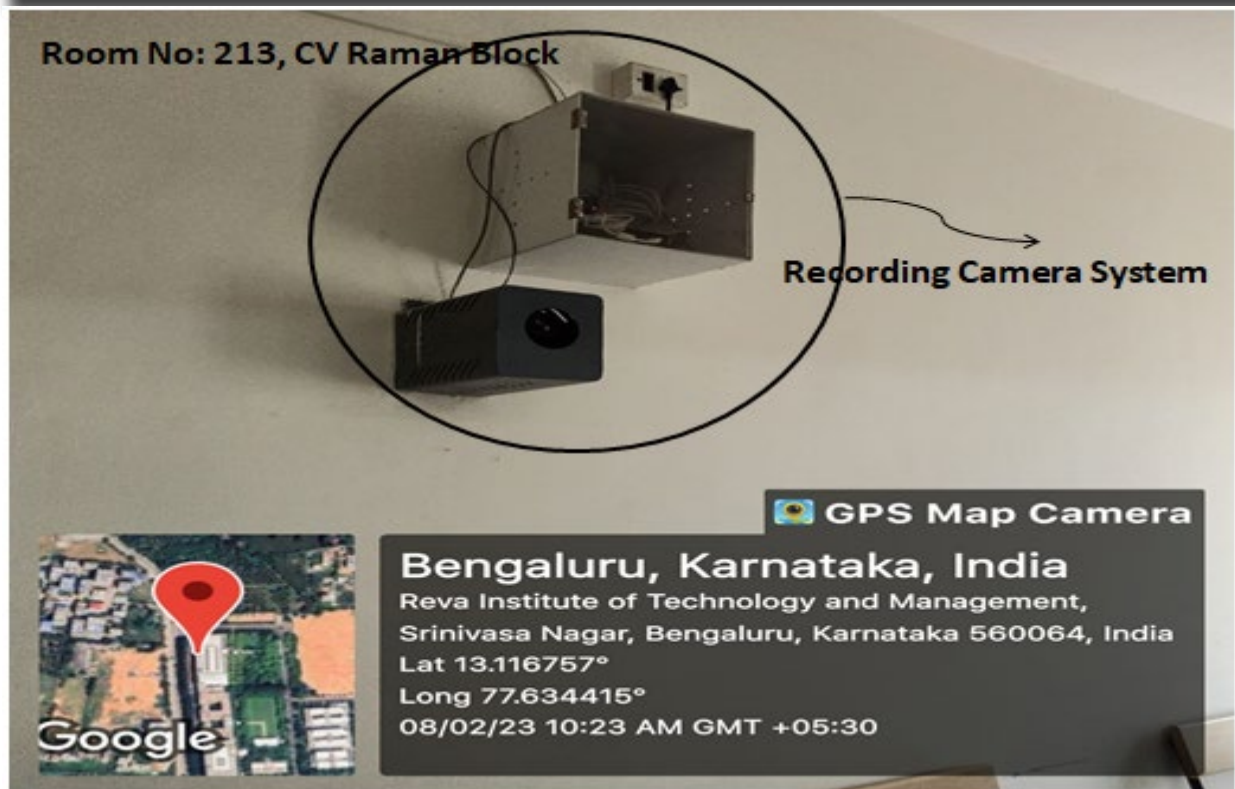 Room No: 213, CV Raman Block
Recording Camera System
GPS Map Camera
Bengaluru, Karnataka, India
Reva Institute of Technology and Management,
Srinivasa Nagar, Bengaluru, Karnataka 560064, India
Lat 13.116757°
Long 77.634415°
08/02/23 10:23 AM GMT +05:30
Google